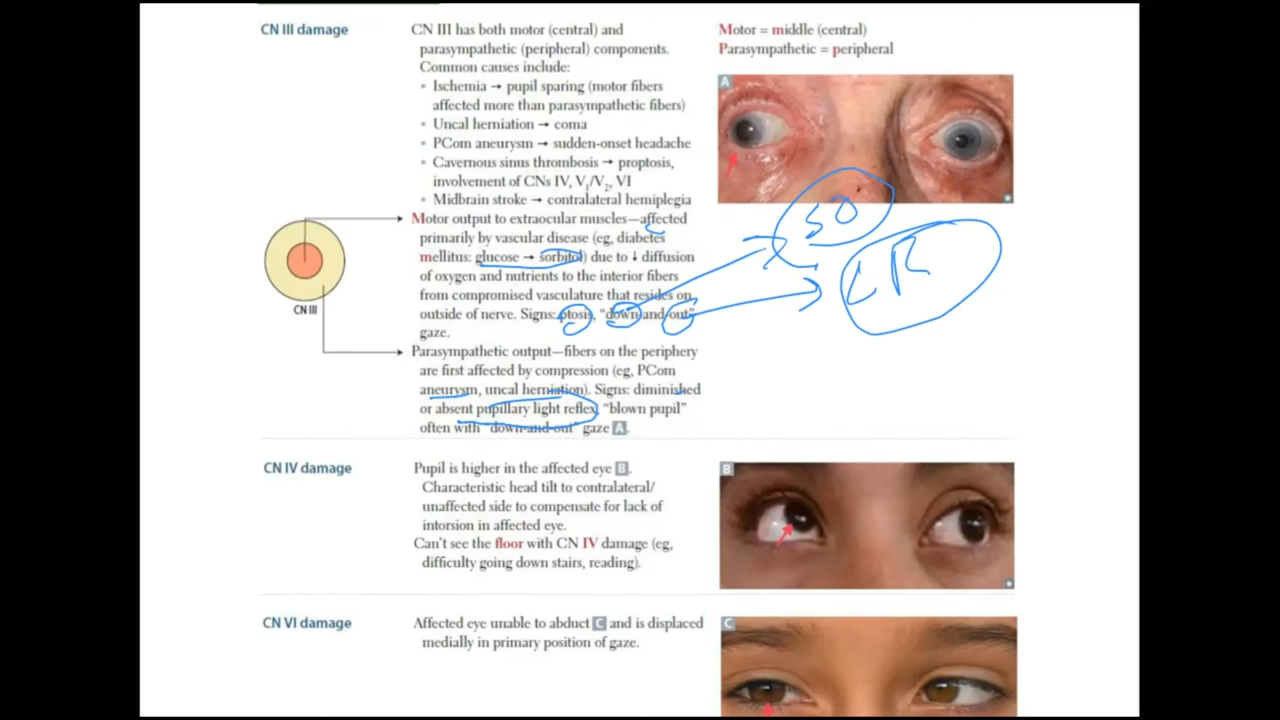 CN III damage
CN III has both motor (central) and
parasympathetic (peripheral) components.
Common causes include:
▪ Ischemia → pupil sparing (motor fibers
affected more than parasympathetic fibers)
▪ Uncal herniation → coma
▪ PCom aneurysm → sudden-onset headache
▪ Cavernous sinus thrombosis → proptosis,
involvement of CNs IV, V₁/V₂, VI
▪ Midbrain stroke → contralateral hemiplegia
Motor output to extraocular muscles—affected
primarily by vascular disease (eg, diabetes
mellitus: glucose → sorbitol) due to ↓ diffusion
of oxygen and nutrients to the interior fibers
from compromised vasculature that resides on
outside of nerve. Signs: ptosis, “down-and-out”
gaze.
Parasympathetic output—fibers on the periphery
are first affected by compression (eg, PCom
aneurysm, uncal herniation). Signs: diminished
or absent pupillary light reflex, “blown pupil”
often with “down-and-out” gaze A.
CN III
Motor = middle (central)
Parasympathetic = peripheral
A
SO
LR
CN IV damage
Pupil is higher in the affected eye B.
Characteristic head tilt to contralateral/
unaffected side to compensate for lack of
intorsion in affected eye.
Can’t see the floor with CN IV damage (eg,
difficulty going down stairs, reading).
B
CN VI damage
Affected eye unable to abduct C and is displaced
medially in primary position of gaze.
C